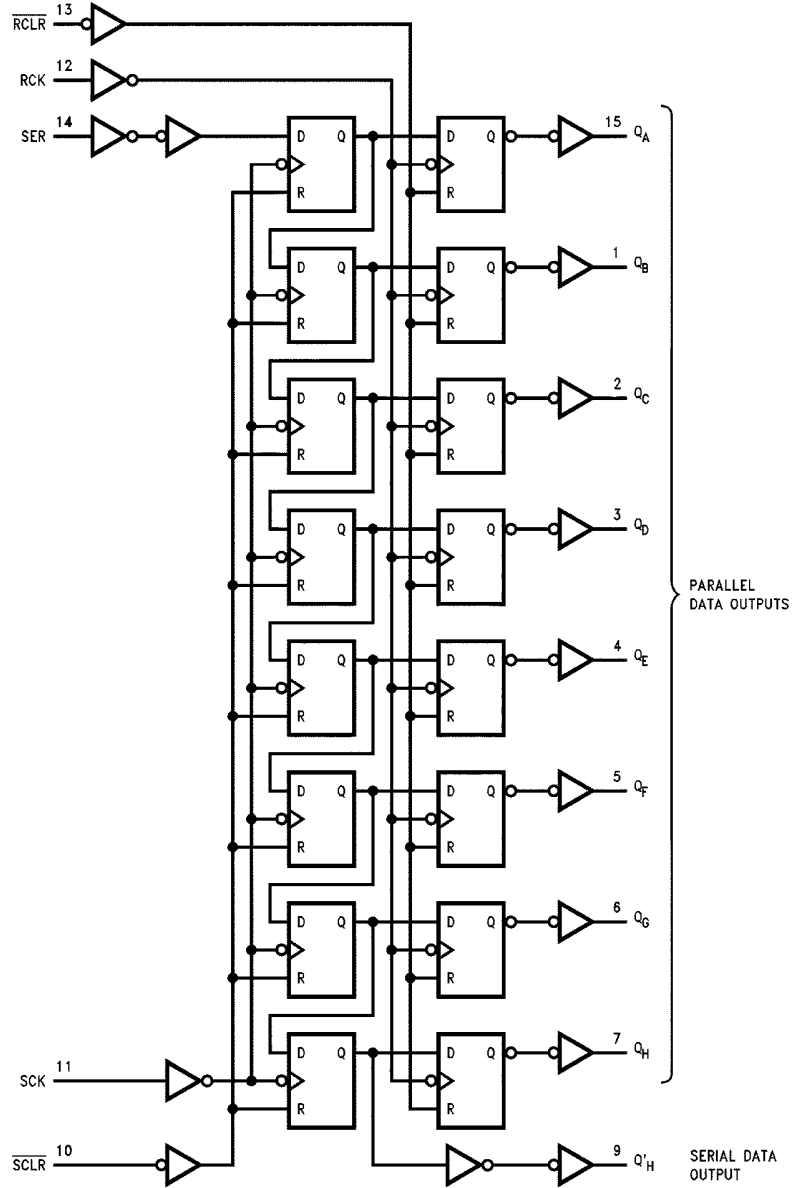 RCLR 13
RCK 12
SER 14
D Q D Q 15 QA
R R
D Q D Q 1 QB
R R
D Q D Q 2 QC
R R
D Q D Q 3 QD
R R
PARALLEL
DATA OUTPUTS
D Q D Q 4 QE
R R
D Q D Q 5 QF
R R
D Q D Q 6 QG
R R
D Q D Q 7 QH
SCK 11
R R
SCLR 10
9 Q'H
SERIAL DATA
OUTPUT